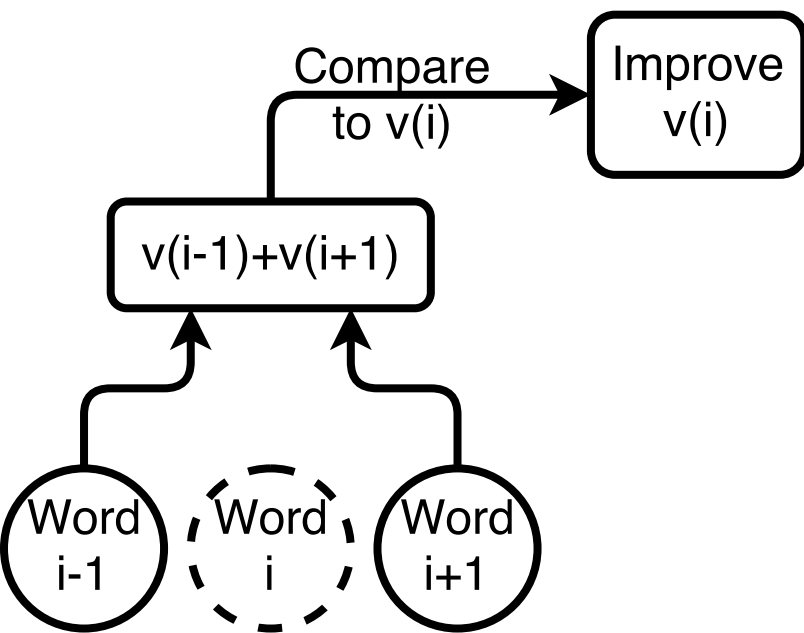 Compare
to v(i)
Improve
v(i)
v(i-1)+v(i+1)
Word
i-1
Word
i
Word
i+1